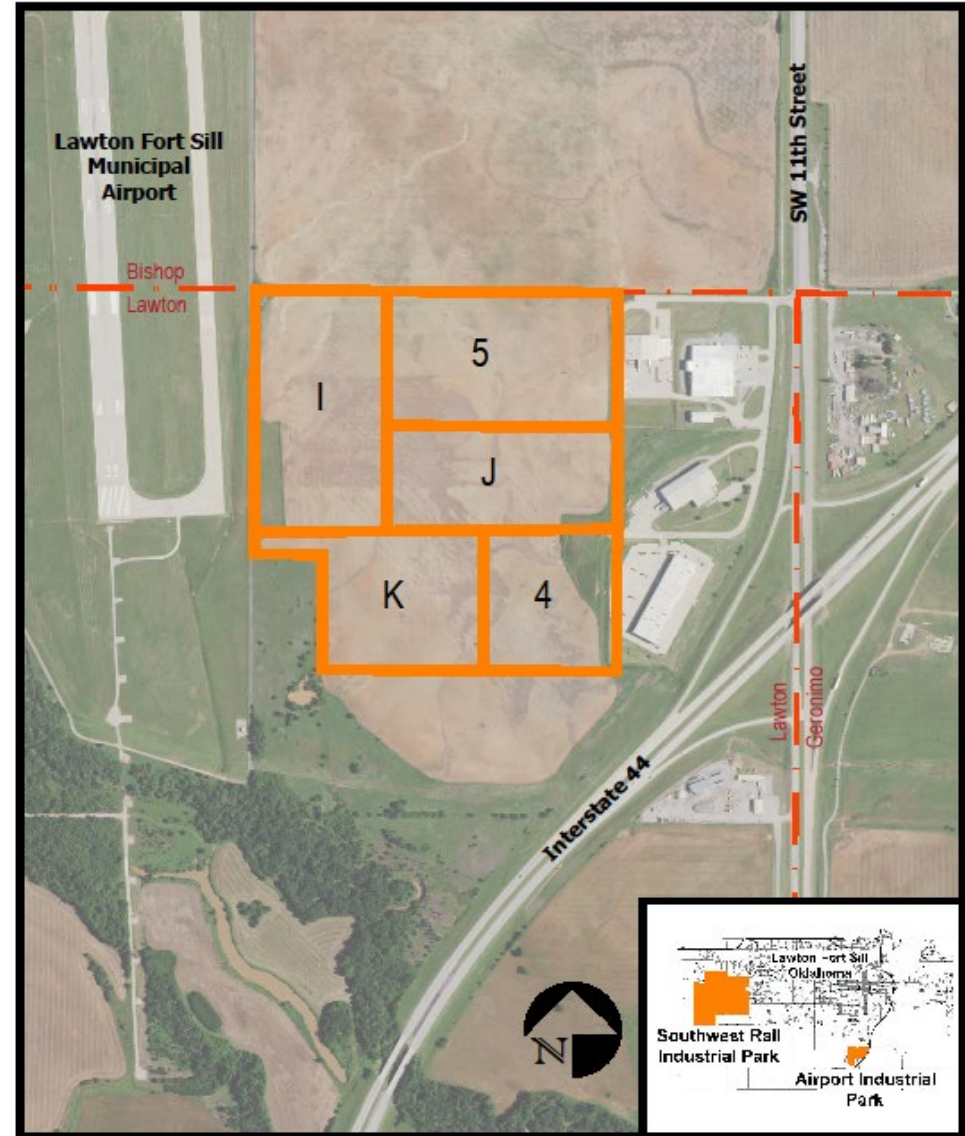 Lawton Fort Sill
Municipal
Airport
SW 11th Street
Bishop
Lawton
I
5
J
K
4
Lawton
Geronimo
Interstate 44
N
Lawton Fort Sill
Oklahoma
Southwest Rail
Industrial Park
Airport Industrial
Park